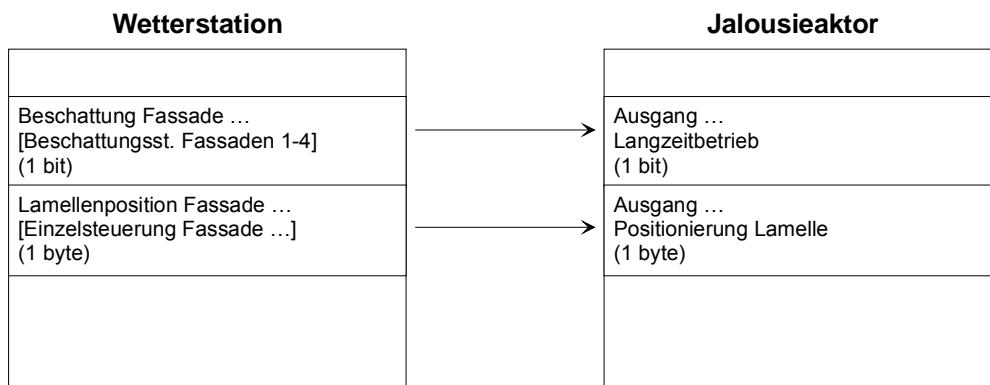 Wetterstation
Jalousieaktor
Beschattung Fassade …
[Beschattungsst. Fassaden 1-4]
(1 bit)
Ausgang …
Langzeitbetrieb
(1 bit)
Lamellenposition Fassade …
[Einzelsteuerung Fassade …]
(1 byte)
Ausgang …
Positionierung Lamelle
(1 byte)